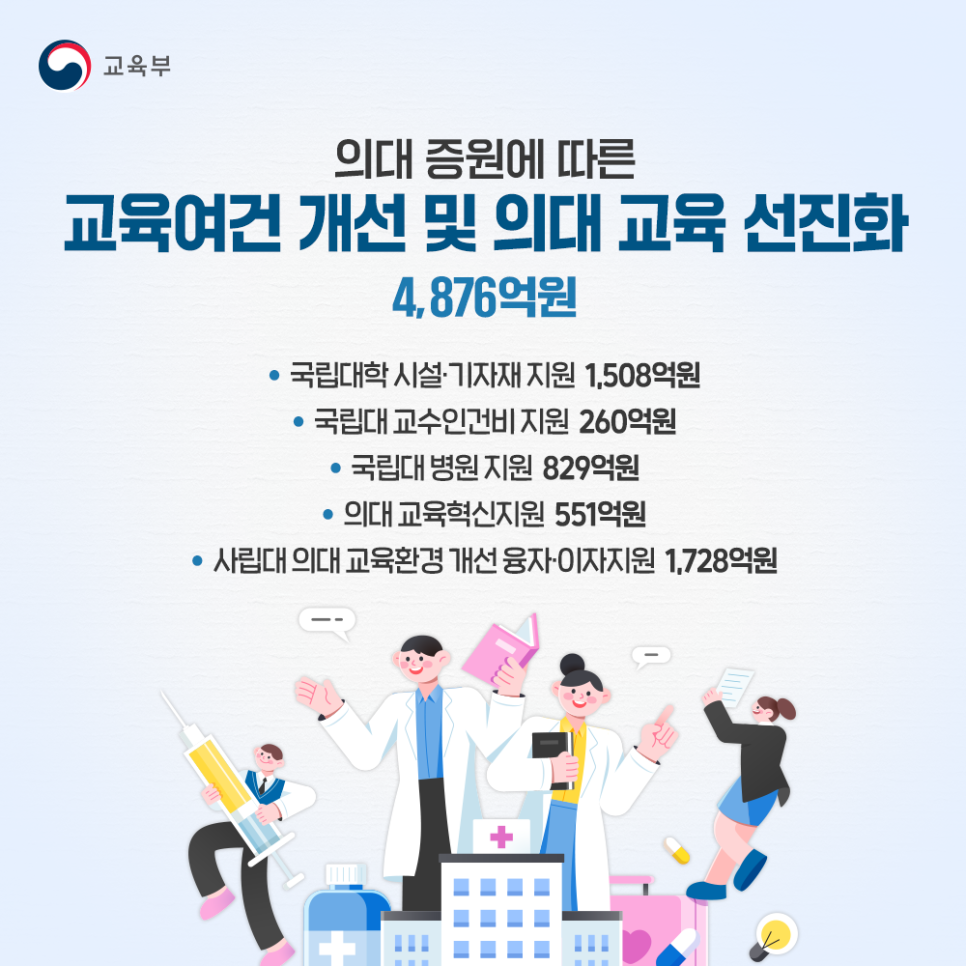 교육부
의대 증원에 따른
교육여건 개선 및 의대 교육 선진화
4,876억원
• 국립대학 시설·기자재 지원 1,508억원
• 국립대 교수인건비 지원 260억원
• 국립대 병원 지원 829억원
• 의대 교육혁신지원 551억원
• 사립대 의대 교육환경 개선 융자·이자지원 1,728억원